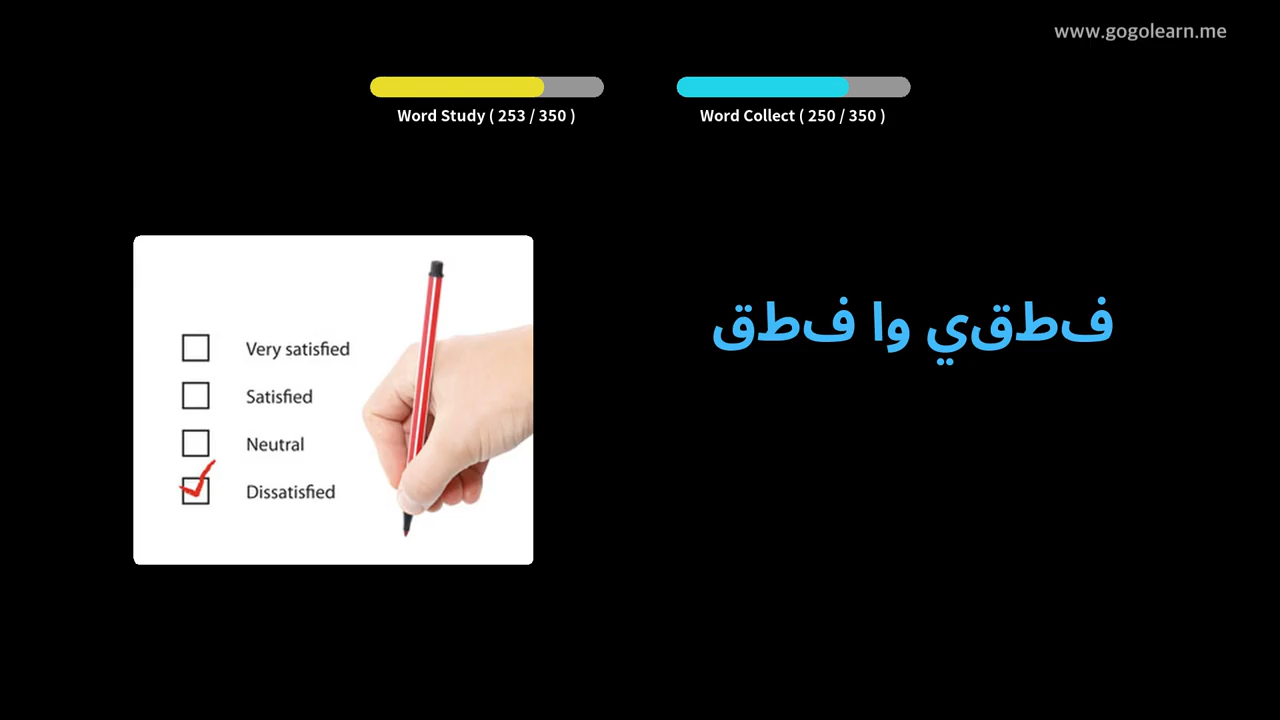 www.gogolearn.me
Word Study ( 253 / 350 )
Word Collect ( 250 / 350 )
Very satisfied
Satisfied
Neutral
Dissatisfied
فطقي وا فطق